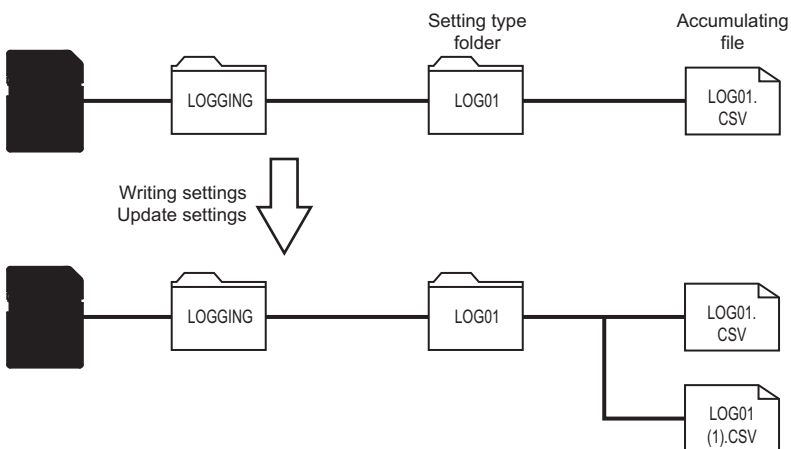 Setting type
folder
Accumulating
file
LOGGING
LOG01
LOG01.
CSV
Writing settings
Update settings
LOGGING
LOG01
LOG01.
CSV
LOG01
(1).CSV